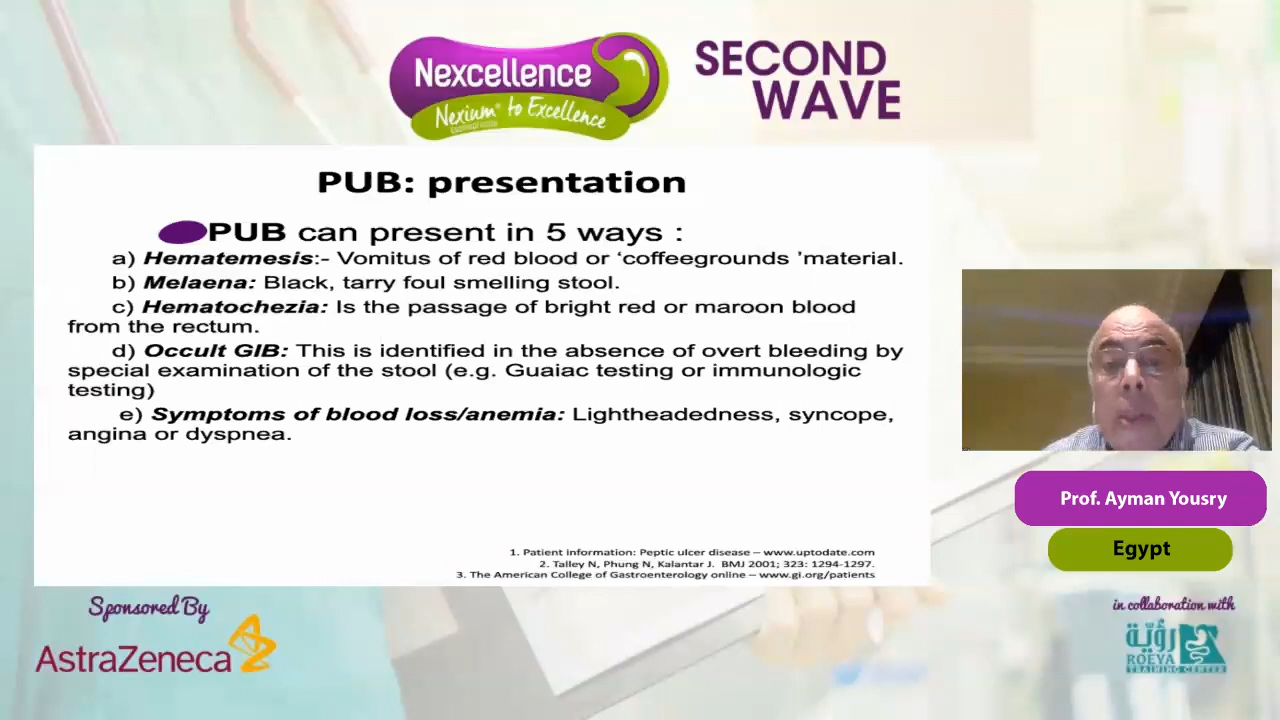 Nexcellence
Nexium® to Excellence
SECOND
WAVE
PUB: presentation
PUB can present in 5 ways :
a) Hematemesis:- Vomitus of red blood or ‘coffeegrounds ’material.
b) Melaena: Black, tarry foul smelling stool.
c) Hematochezia: Is the passage of bright red or maroon blood
from the rectum.
d) Occult GIB: This is identified in the absence of overt bleeding by
special examination of the stool (e.g. Guaiac testing or immunologic
testing)
e) Symptoms of blood loss/anemia: Lightheadedness, syncope,
angina or dyspnea.
1. Patient information: Peptic ulcer disease – www.uptodate.com
2. Talley N, Phung N, Kalantar J. BMJ 2001; 323: 1294-1297.
3. The American College of Gastroenterology online – www.gi.org/patients
Prof. Ayman Yousry
Egypt
Sponsored By
AstraZeneca
in collaboration with
رؤية
ROEYA
TRAINING CENTER